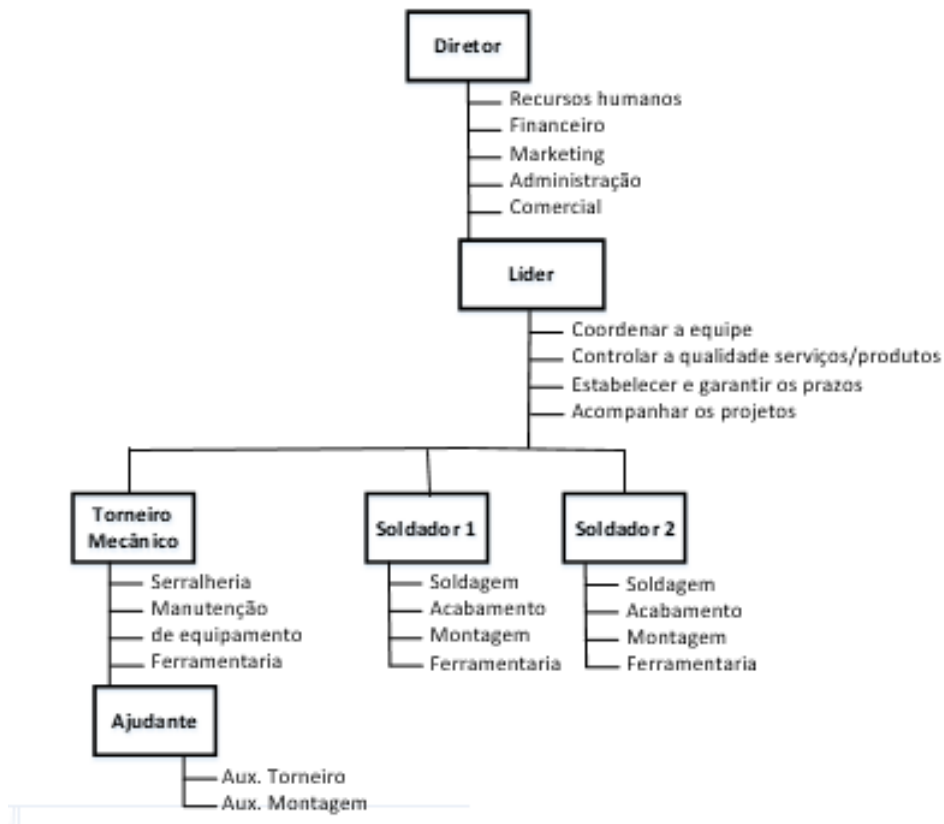 Diretor
Recursos humanos
Financeiro
Marketing
Administração
Comercial
Lider
Coordenar a equipe
Controlar a qualidade serviços/produtos
Estabelecer e garantir os prazos
Acompanhar os projetos
Torneiro
Mecânico
Serralheria
Manutenção
de equipamento
Ferramentaria
Soldador 1
Soldagem
Acabamento
Montagem
Ferramentaria
Soldador 2
Soldagem
Acabamento
Montagem
Ferramentaria
Ajudante
Aux. Torneiro
Aux. Montagem